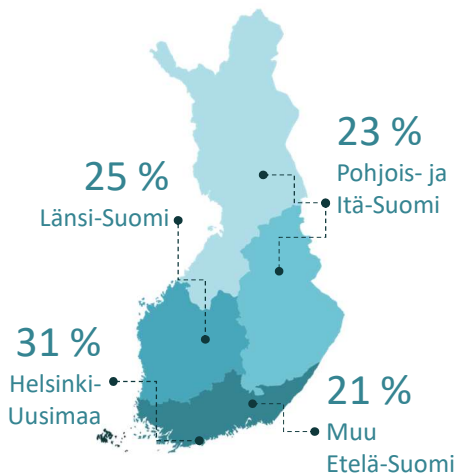 23 %
Pohjois- ja
Itä-Suomi
25 %
Länsi-Suomi
31 %
Helsinki-
Uusimaa
21 %
Muu
Etelä-Suomi